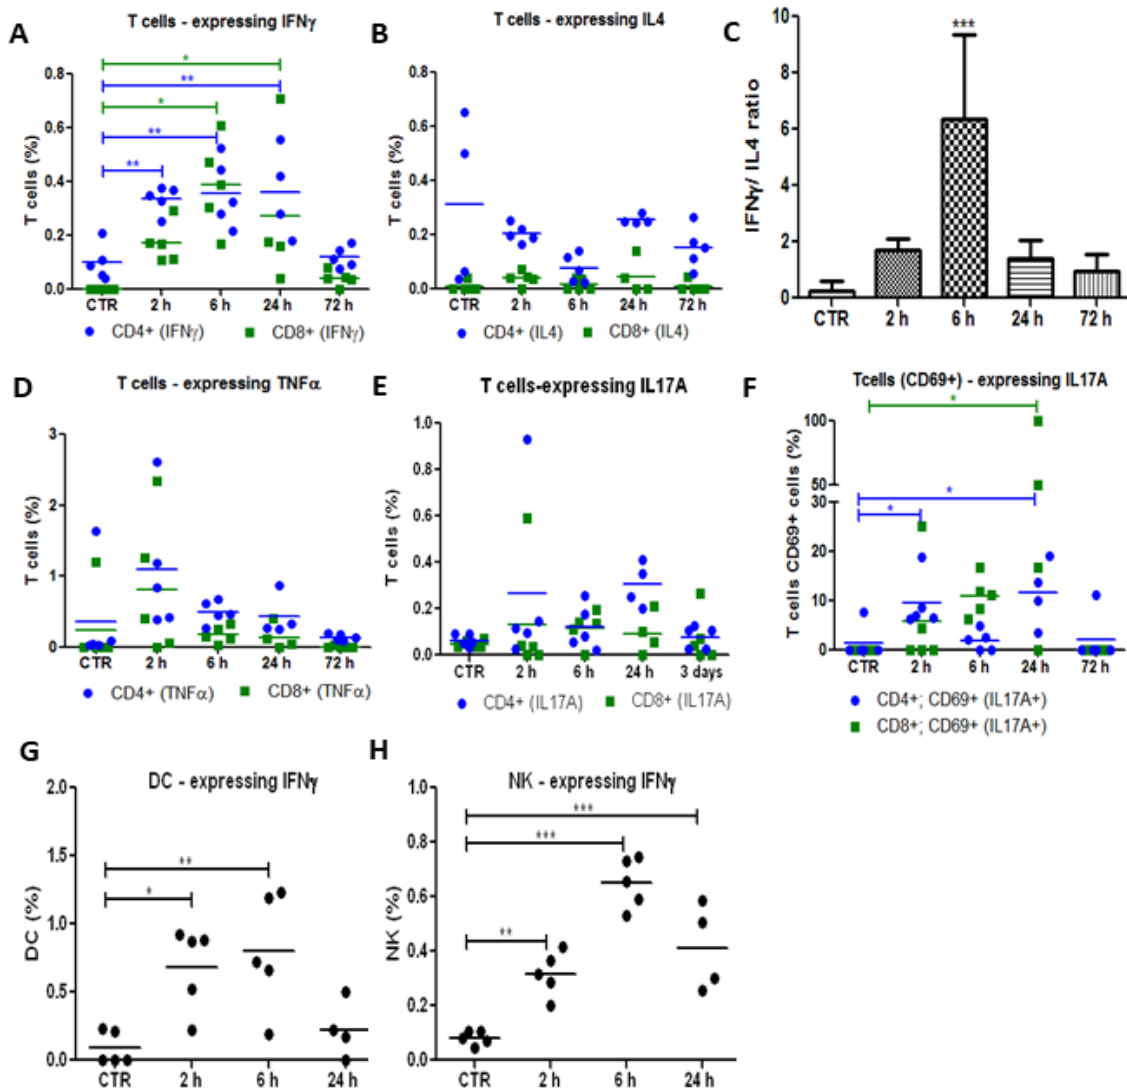 A
T cells - expressing IFNγ
**
*
**
*
**
0.8
0.6
0.4
0.2
0.0
T cells (%)
CTR 2 h 6 h 24 h 72 h
CD4+ (IFNγ) CD8+ (IFNγ)
B
T cells - expressing IL4
0.8
0.6
0.4
0.2
0.0
T cells (%)
CTR 2 h 6 h 24 h 72 h
CD4+ (IL4) CD8+ (IL4)
C
***
10
8
6
4
2
0
IFNγ/ IL4 ratio
CTR 2 h 6 h 24 h 72 h
D
T cells - expressing TNFα
3
2
1
0
T cells (%)
CTR 2 h 6 h 24 h 72 h
CD4+ (TNFα) CD8+ (TNFα)
E
T cells-expressing IL17A
1.0
0.8
0.6
0.4
0.2
0.0
T cells (%)
CTR 2 h 6 h 24 h 3 days
CD4+ (IL17A) CD8+ (IL17A)
F
Tcells (CD69+) - expressing IL17A
*
*
*
100
50
30
20
10
0
T cells CD69+ cells (%)
CTR 2 h 6 h 24 h 72 h
CD4+; CD69+ (IL17A+)
CD8+; CD69+ (IL17A+)
G
DC - expressing IFNγ
**
*
2.0
1.5
1.0
0.5
0.0
DC (%)
CTR 2 h 6 h 24 h
H
NK - expressing IFNγ
***
***
**
1.0
0.8
0.6
0.4
0.2
0.0
NK (%)
CTR 2 h 6 h 24 h